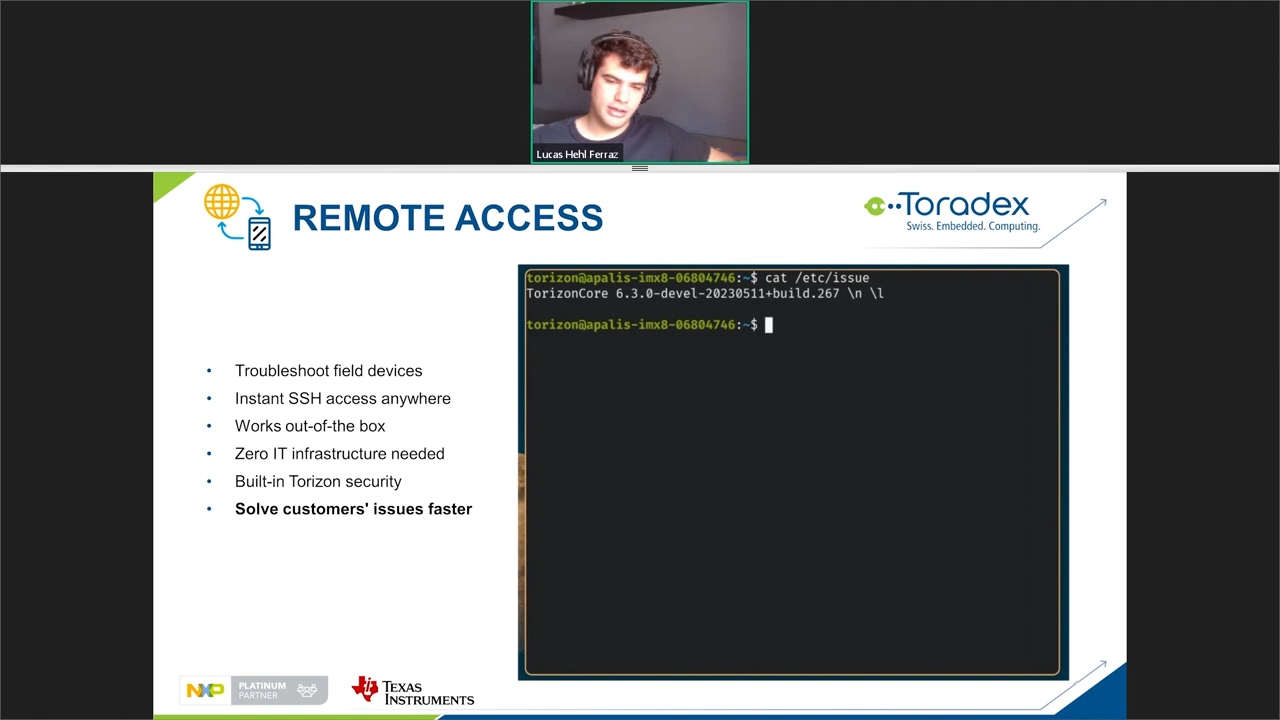 Lucas Hehl Ferraz
REMOTE ACCESS
Toradex
Swiss. Embedded. Computing.
torizon@apalis-imx8-06804746:~$ cat /etc/issue
TorizonCore 6.3.0-devel-20230511+build.267 \n \l
torizon@apalis-imx8-06804746:~$
• Troubleshoot field devices
• Instant SSH access anywhere
• Works out-of-the box
• Zero IT infrastructure needed
• Built-in Torizon security
• Solve customers' issues faster
NXP
PLATINUM
PARTNER
TEXAS
INSTRUMENTS